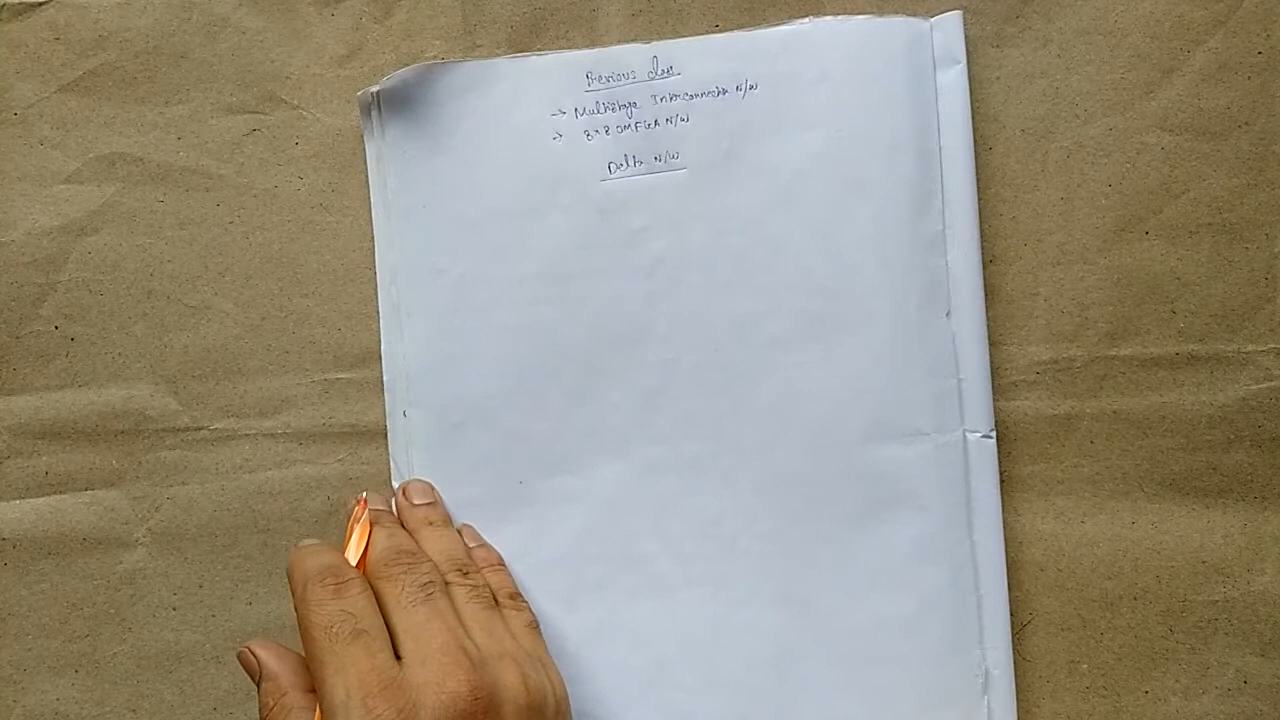 Previous class
→ Multistage Interconnection N/W
→ 8×8 OMEGA N/W
Delta N/W